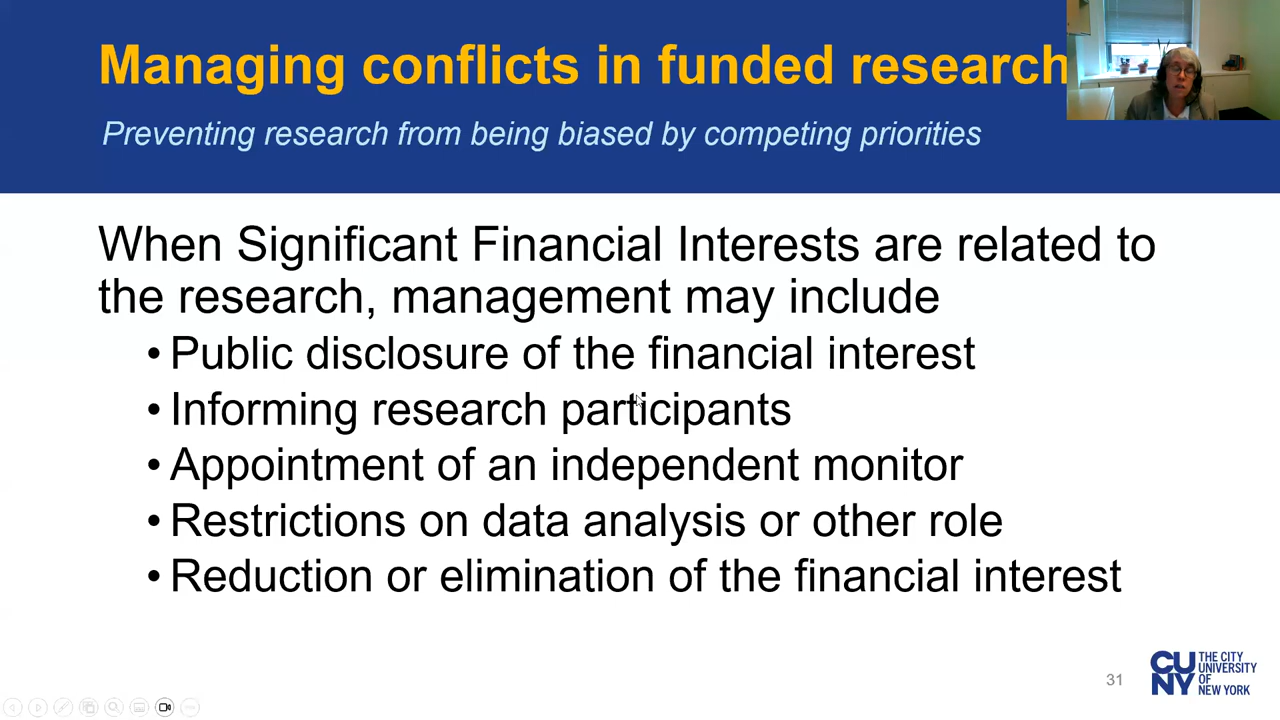 Managing conflicts in funded research
Preventing research from being biased by competing priorities
When Significant Financial Interests are related to
the research, management may include
• Public disclosure of the financial interest
• Informing research participants
• Appointment of an independent monitor
• Restrictions on data analysis or other role
• Reduction or elimination of the financial interest
31
CU
NY
THE CITY
UNIVERSITY
OF
NEW YORK